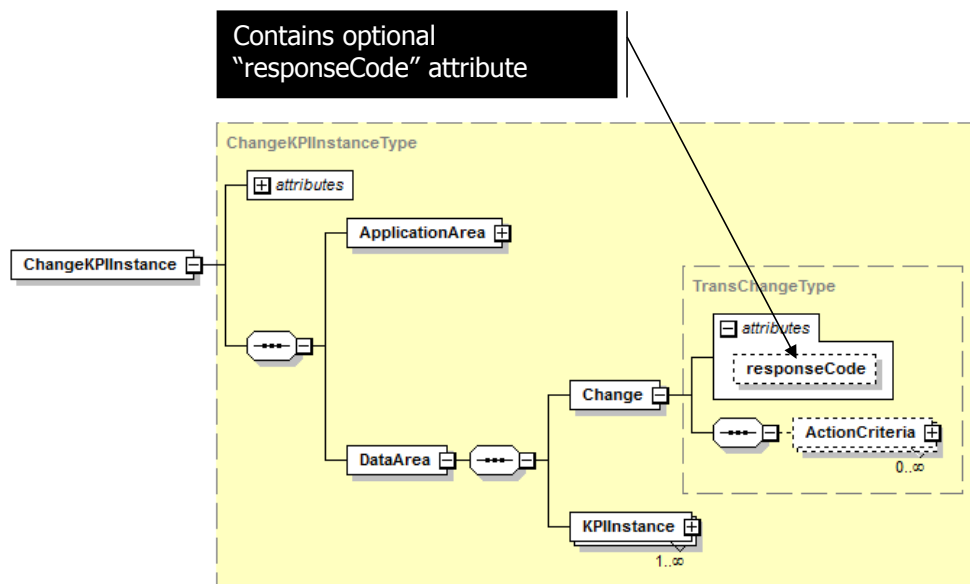 Contains optional
“responseCode” attribute
ChangeKPIInstanceType
attributes
ApplicationArea
ChangeKPIInstance
TransChangeType
attributes
responseCode
Change
ActionCriteria
0..∞
DataArea
KPIInstance
1..∞